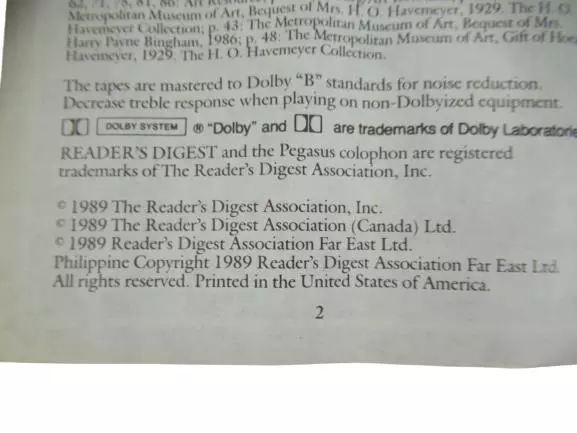 62, 71, 78, 81, 86: Art
Metropolitan Museum of Art, Bequest of Mrs. H. O. Havemeyer, 1929. The H. O.
Havemeyer Collection; p. 43: The Metropolitan Museum of Art, Bequest of Mrs.
Harry Payne Bingham, 1986; p. 48: The Metropolitan Museum of Art, Gift of
Havemeyer, 1929. The H. O. Havemeyer Collection.
The tapes are mastered to Dolby “B” standards for noise reduction.
Decrease treble response when playing on non-Dolbyized equipment.
DOLBY SYSTEM ® “Dolby” and are trademarks of Dolby Laboratorie
READER'S DIGEST and the Pegasus colophon are registered
trademarks of The Reader's Digest Association, Inc.
© 1989 The Reader's Digest Association, Inc.
© 1989 The Reader's Digest Association (Canada) Ltd.
© 1989 Reader's Digest Association Far East Ltd.
Philippine Copyright 1989 Reader's Digest Association Far East Ltd.
All rights reserved. Printed in the United States of America.
2